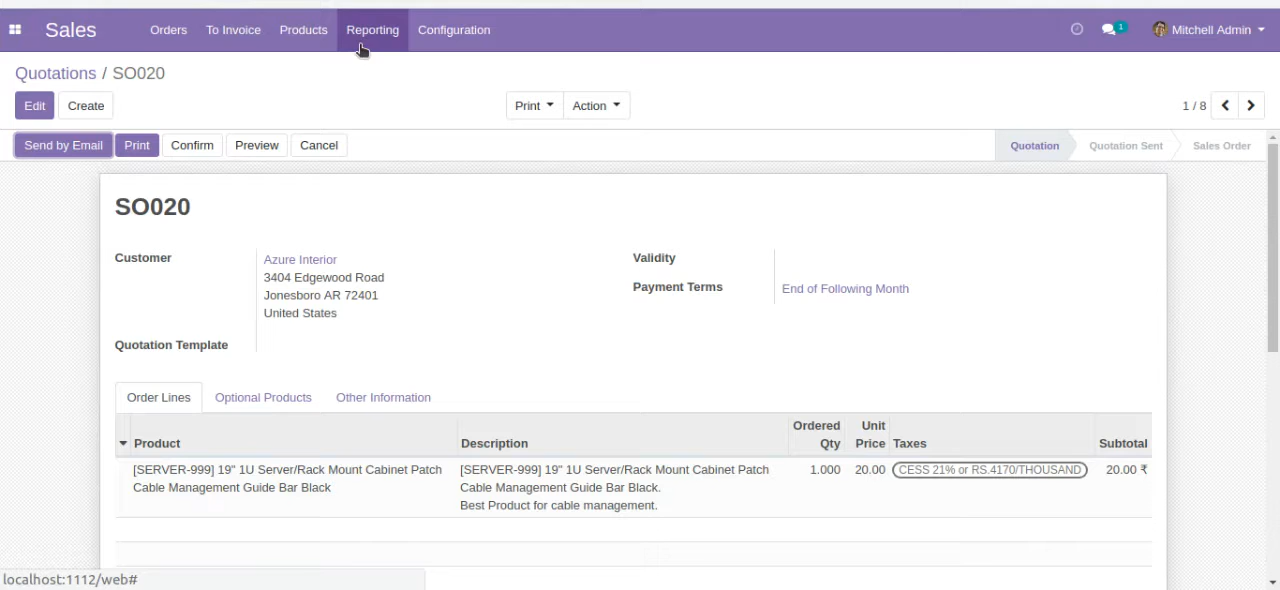 Sales Orders To Invoice Products Reporting Configuration 1 Mitchell Admin
Quotations / SO020
Edit Create Print Action 1 / 8
Send by Email Print Confirm Preview Cancel Quotation Quotation Sent Sales Order
SO020
Customer Azure Interior Validity
3404 Edgewood Road Payment Terms End of Following Month
Jonesboro AR 72401
United States
Quotation Template
Order Lines Optional Products Other Information
Ordered Unit
Product Description Qty Price Taxes Subtotal
[SERVER-999] 19" 1U Server/Rack Mount Cabinet Patch [SERVER-999] 19" 1U Server/Rack Mount Cabinet Patch 1.000 20.00 CESS 21% or RS.4170/THOUSAND 20.00 ₹
Cable Management Guide Bar Black Cable Management Guide Bar Black.
Best Product for cable management.
localhost:1112/web#